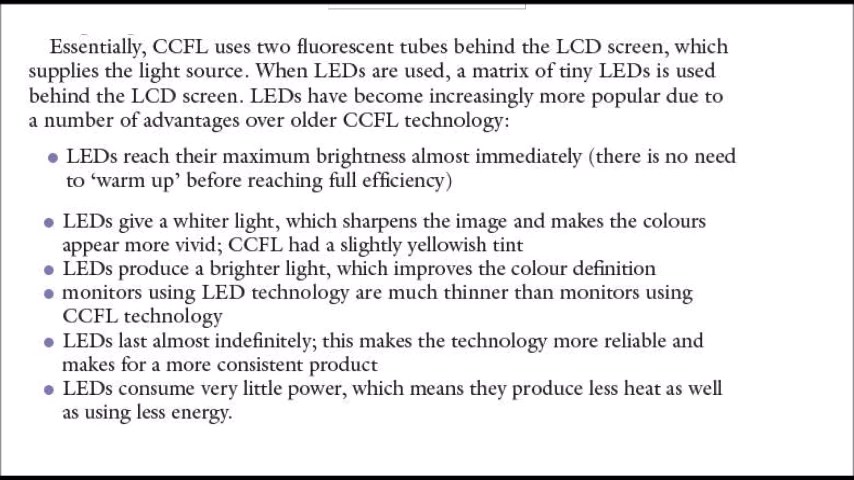 Essentially, CCFL uses two fluorescent tubes behind the LCD screen, which
supplies the light source. When LEDs are used, a matrix of tiny LEDs is used
behind the LCD screen. LEDs have become increasingly more popular due to
a number of advantages over older CCFL technology:
● LEDs reach their maximum brightness almost immediately (there is no need
to ‘warm up’ before reaching full efficiency)
● LEDs give a whiter light, which sharpens the image and makes the colours
appear more vivid; CCFL had a slightly yellowish tint
● LEDs produce a brighter light, which improves the colour definition
● monitors using LED technology are much thinner than monitors using
CCFL technology
● LEDs last almost indefinitely; this makes the technology more reliable and
makes for a more consistent product
● LEDs consume very little power, which means they produce less heat as well
as using less energy.